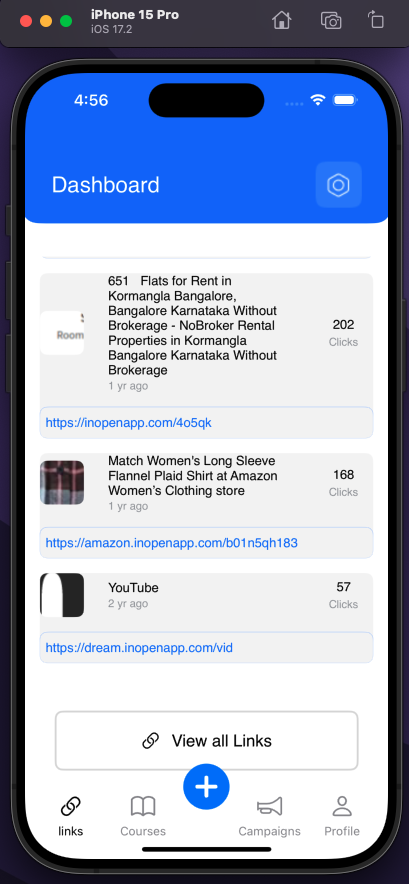 iPhone 15 Pro
iOS 17.2
4:56
Dashboard
651 Flats for Rent in
Kormangla Bangalore,
Bangalore Karnataka Without
Brokerage - NoBroker Rental
Properties in Kormangla
Bangalore Karnataka Without
Brokerage
1 yr ago
Room
202
Clicks
https://inopenapp.com/4o5qk
Match Women's Long Sleeve
Flannel Plaid Shirt at Amazon
Women's Clothing store
1 yr ago
168
Clicks
https://amazon.inopenapp.com/b01n5qh183
YouTube
2 yr ago
57
Clicks
https://dream.inopenapp.com/vid
View all Links
links
Courses
Campaigns
Profile